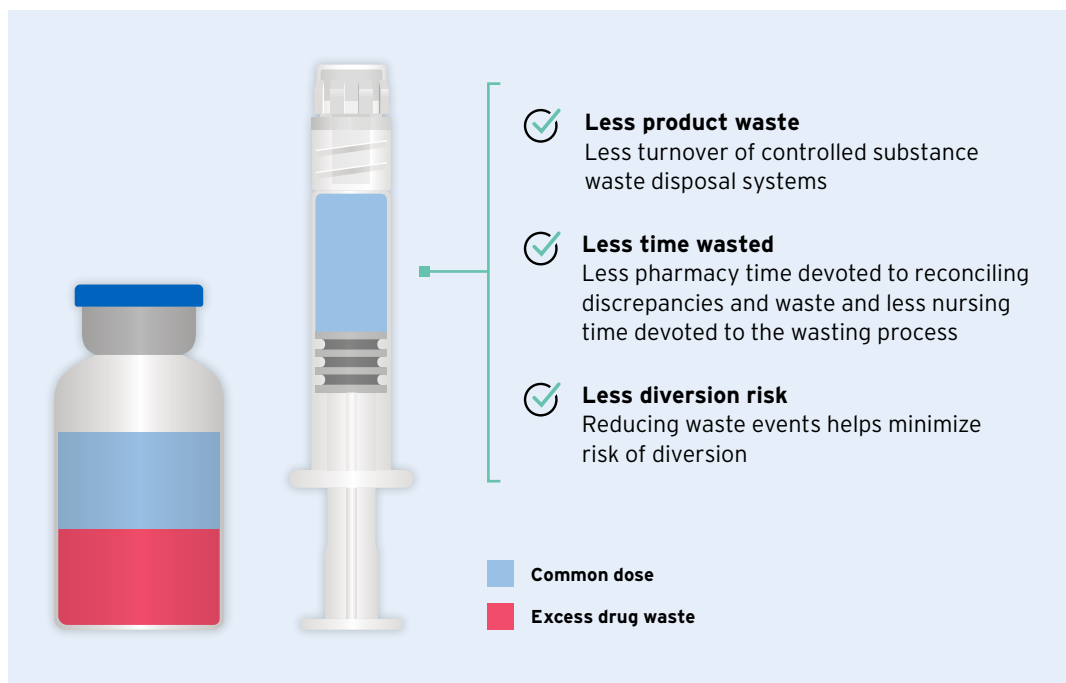 Less product waste
Less turnover of controlled substance
waste disposal systems
Less time wasted
Less pharmacy time devoted to reconciling
discrepancies and waste and less nursing
time devoted to the wasting process
Less diversion risk
Reducing waste events helps minimize
risk of diversion
Common dose
Excess drug waste